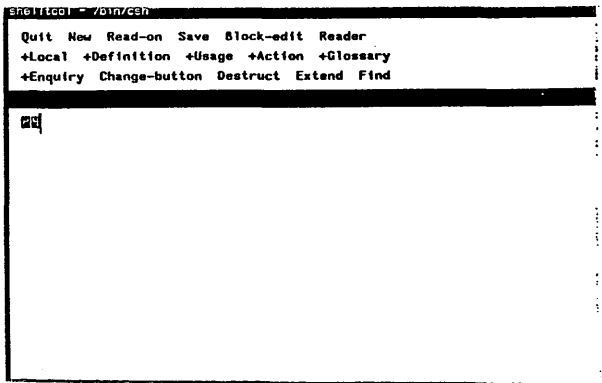 shelltool - /bin/csh
Quit New Read-on Save Block-edit Reader
+Local +Definition +Usage +Action +Glossary
+Enquiry Change-button Destruct Extend Find